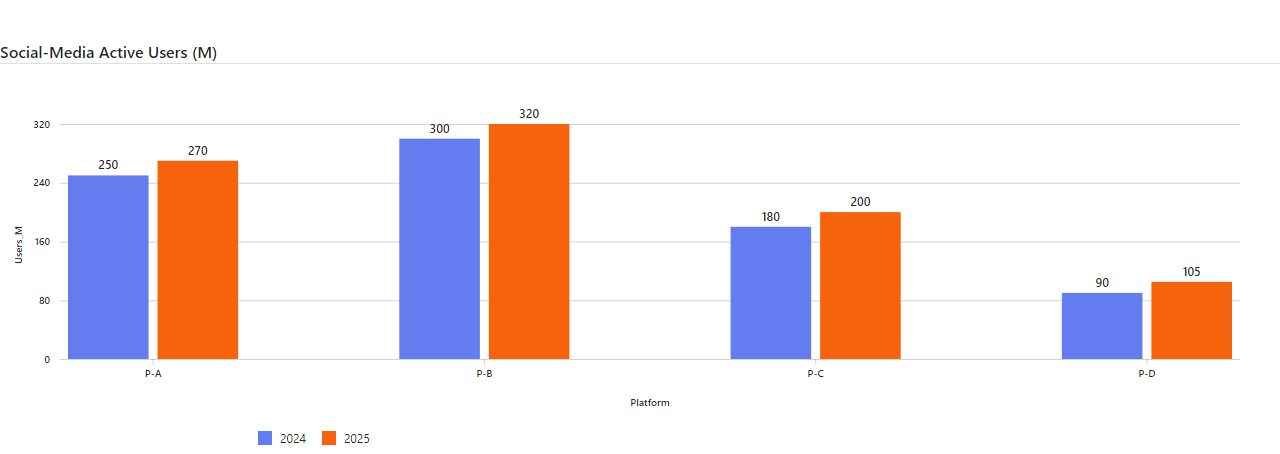 Social-Media Active Users (M)
320
240
160
80
0
Users_M
250
270
300
320
180
200
90
105
P-A
P-B
P-C
P-D
Platform
2024
2025